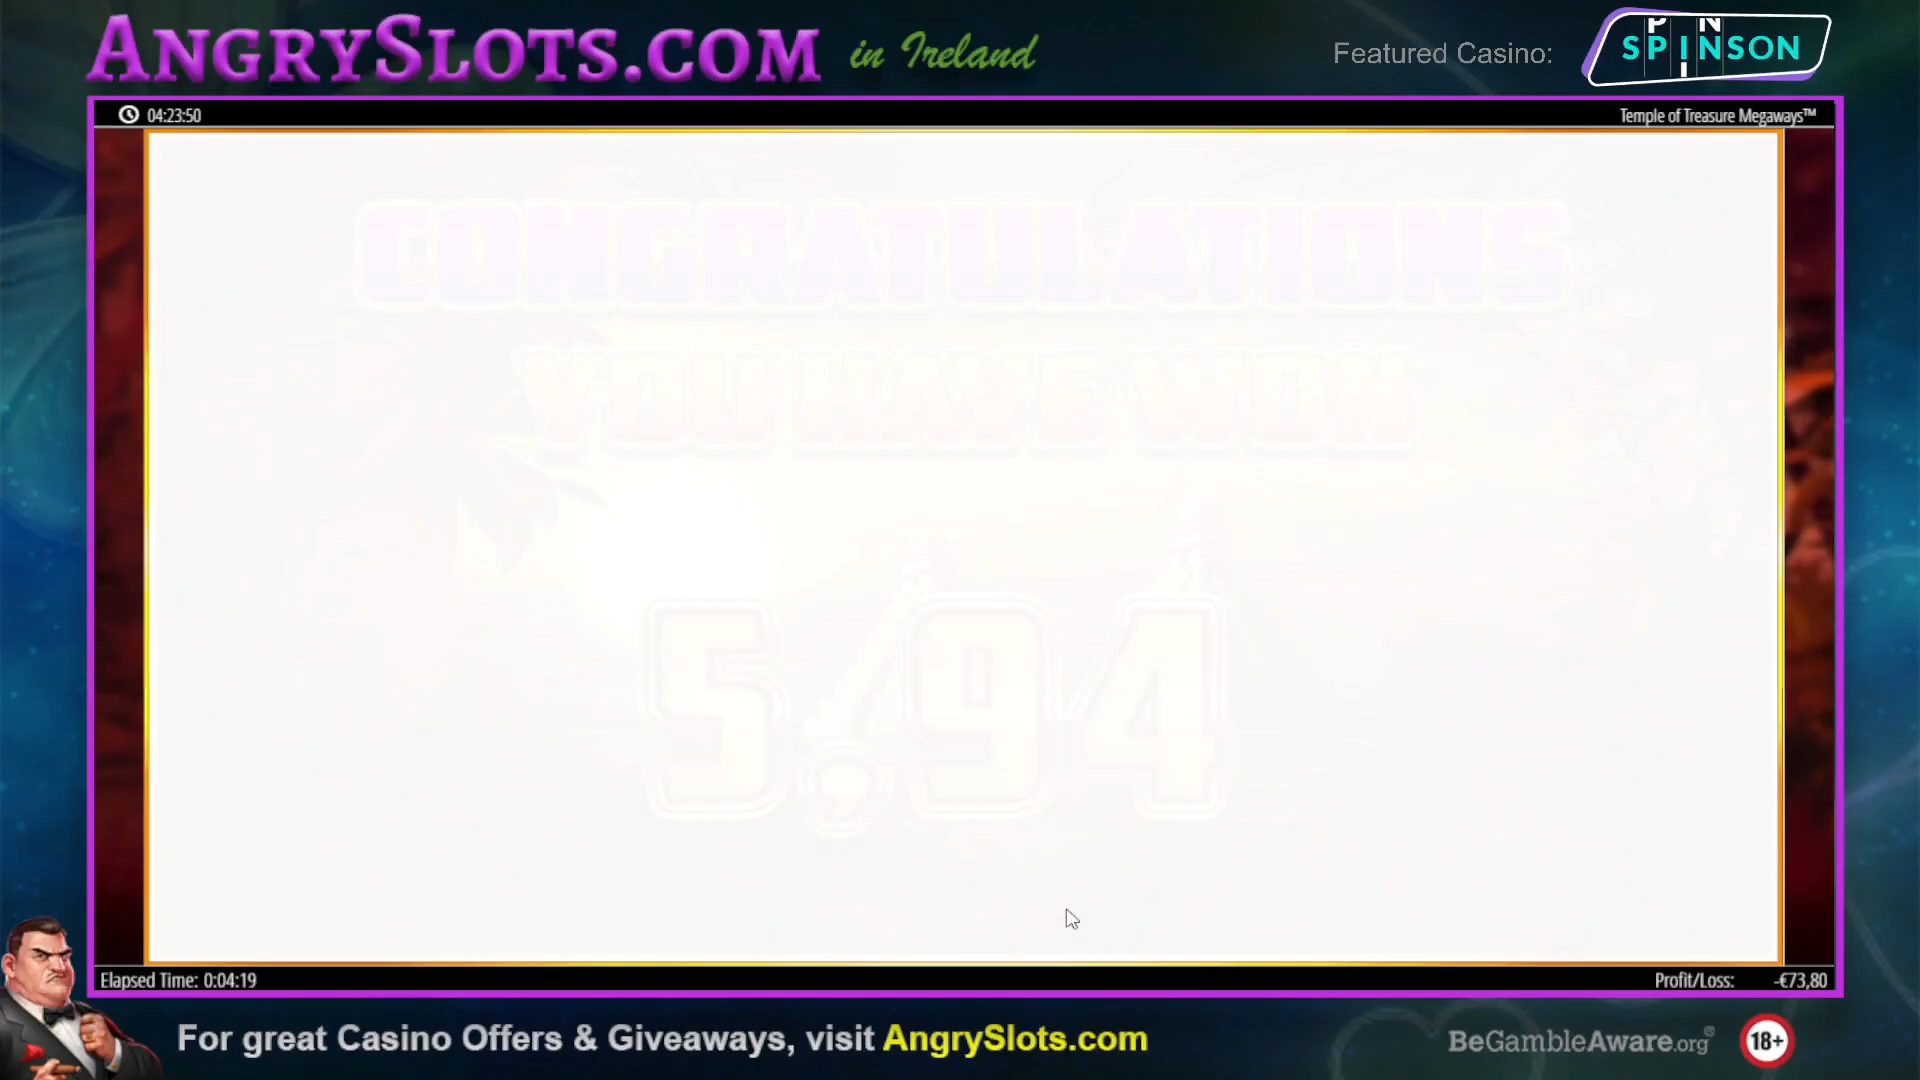 ANGRYSLOTS.COM in Ireland
Featured Casino:
SPINSON
04:23:50
Temple of Treasure Megaways™
CONGRATULATIONS
YOU HAVE WON
5,94
Elapsed Time: 0:04:19
Profit/Loss: -€73,80
For great Casino Offers & Giveaways, visit AngrySlots.com
BeGambleAware.org®
18+